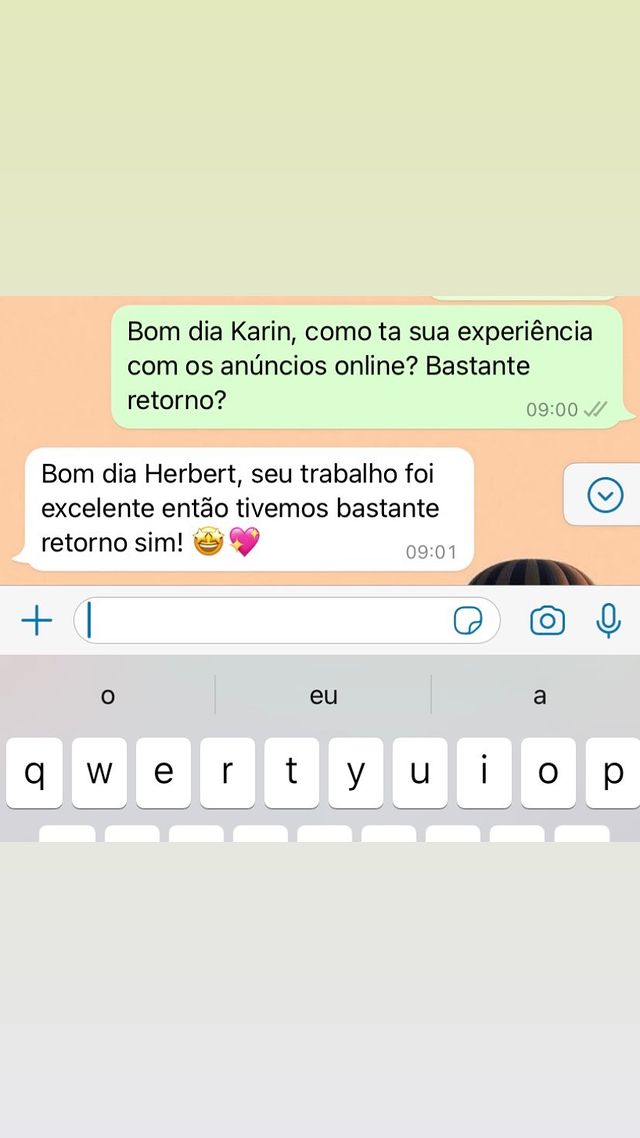 Bom dia Karin, como ta sua experiência
com os anúncios online? Bastante
retorno?
09:00
Bom dia Herbert, seu trabalho foi
excelente então tivemos bastante
retorno sim! 🤩💖
09:01
o eu a
q w e r t y u i o p